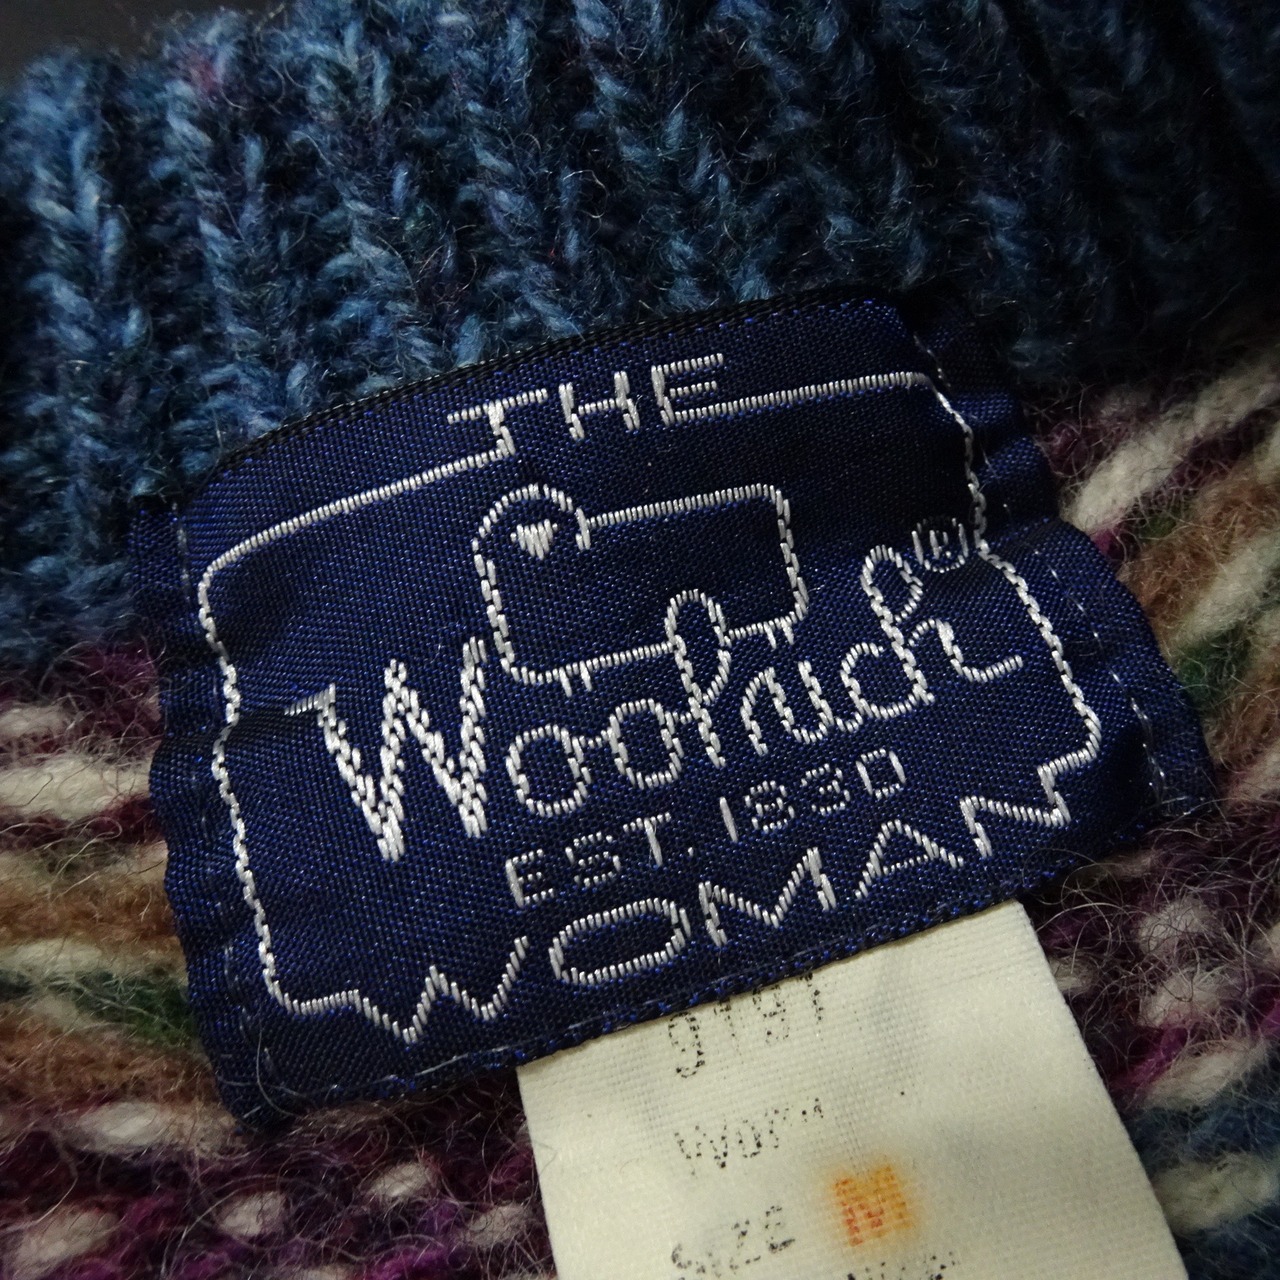 THE
Woolrich®
EST. 1830
WOMAN
SIZE M